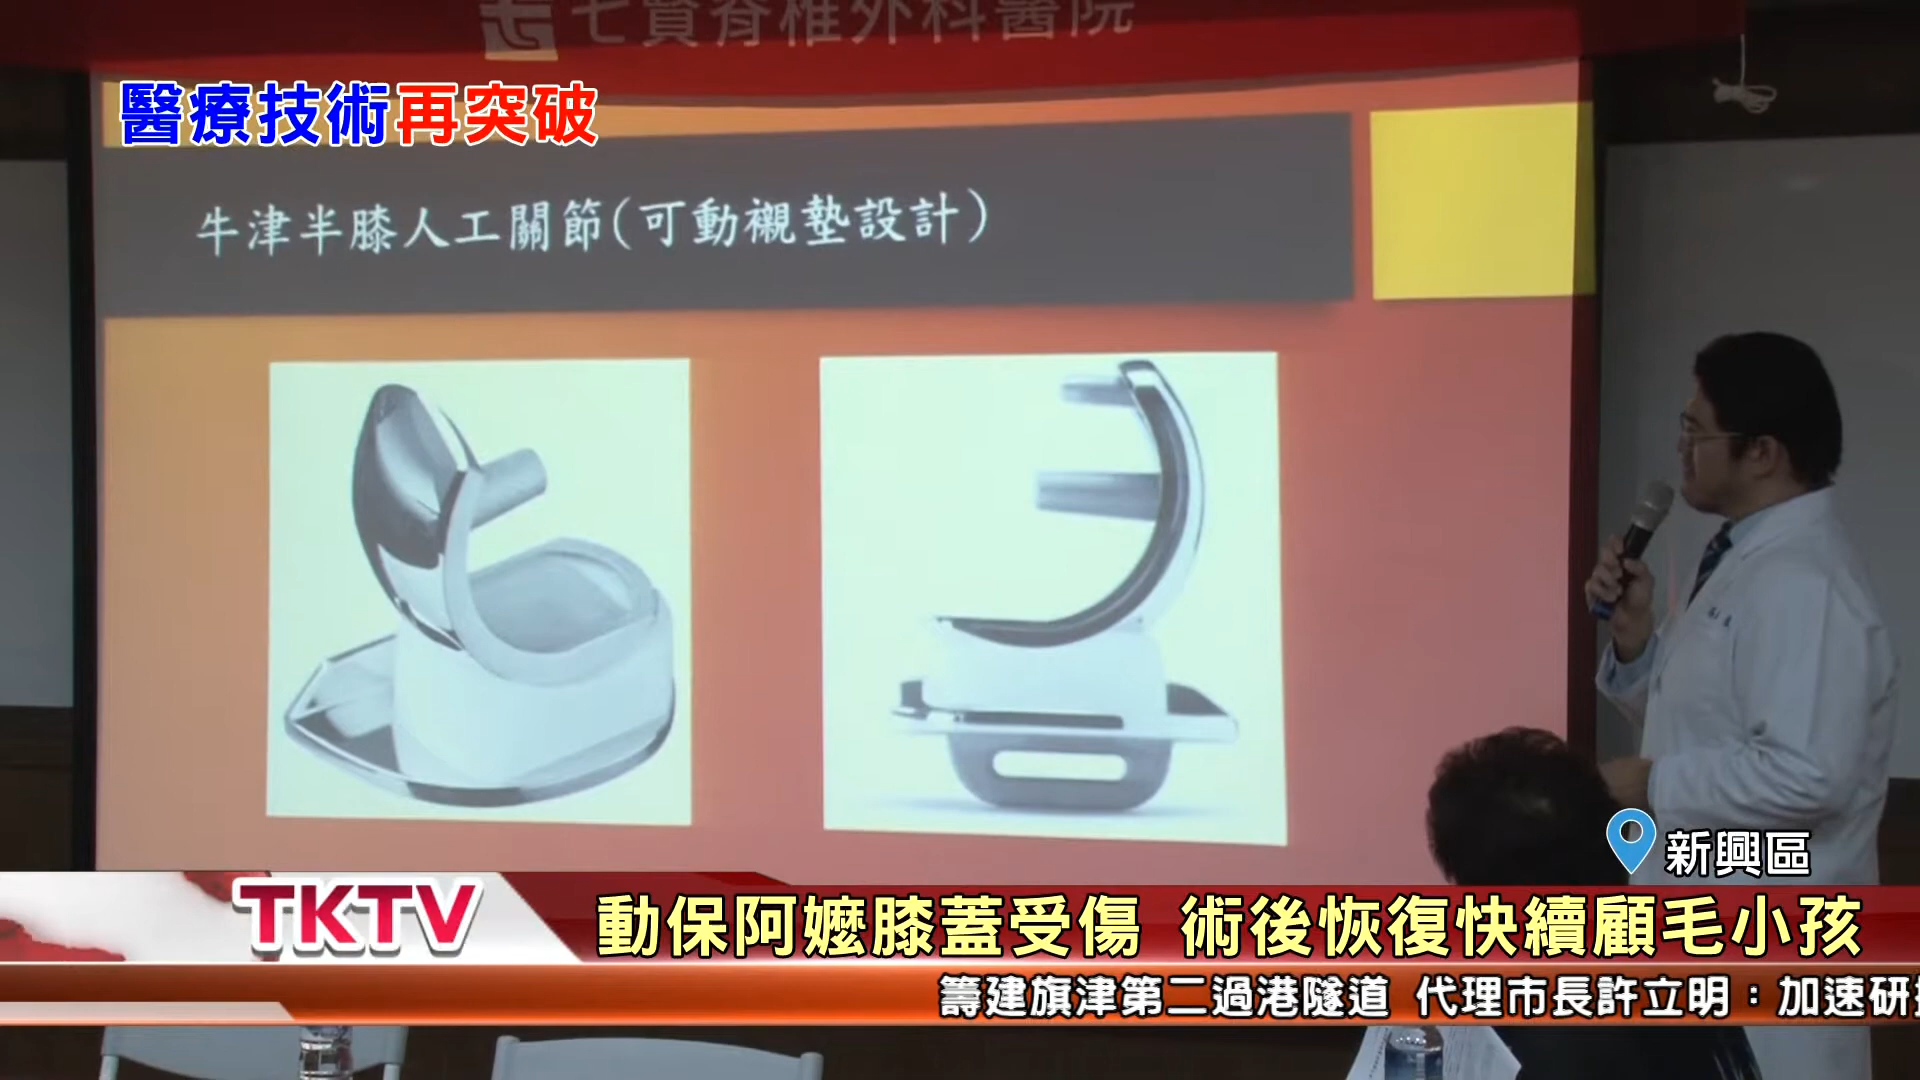 七賢脊椎外科醫院
醫療技術再突破
牛津半膝人工關節(可動襯墊設計)
新興區
TKTV
動保阿嬤膝蓋受傷 術後恢復快續顧毛小孩
籌建旗津第二過港隧道 代理市長許立明：加速研